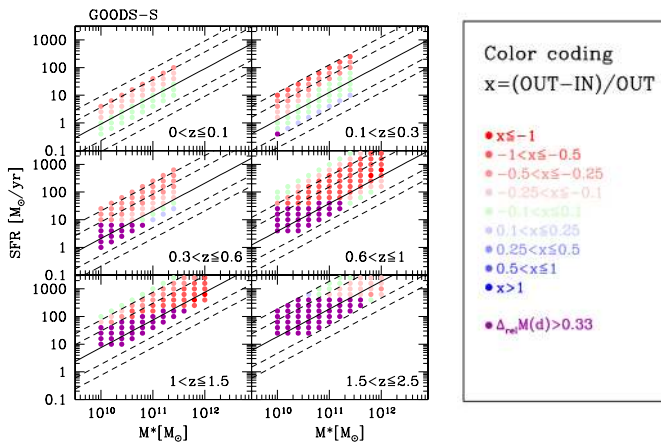 GOODS-S
1000
100
10
1
0.1
0<z≤0.1
0.1<z≤0.3
1000
100
10
1
0.1
0.3<z≤0.6
0.6<z≤1
1000
100
10
1
0.1
1<z≤1.5
1.5<z≤2.5
SFR [M⊙/yr]
10¹⁰ 10¹¹ 10¹² 10¹⁰ 10¹¹ 10¹²
M*[M⊙] M*[M⊙]
Color coding
x=(OUT−IN)/OUT
x≤−1
−1<x≤−0.5
−0.5<x≤−0.25
−0.25<x≤−0.1
−0.1<x≤0.1
0.1<x≤0.25
0.25<x≤0.5
0.5<x≤1
x>1
Δrel M(d)>0.33